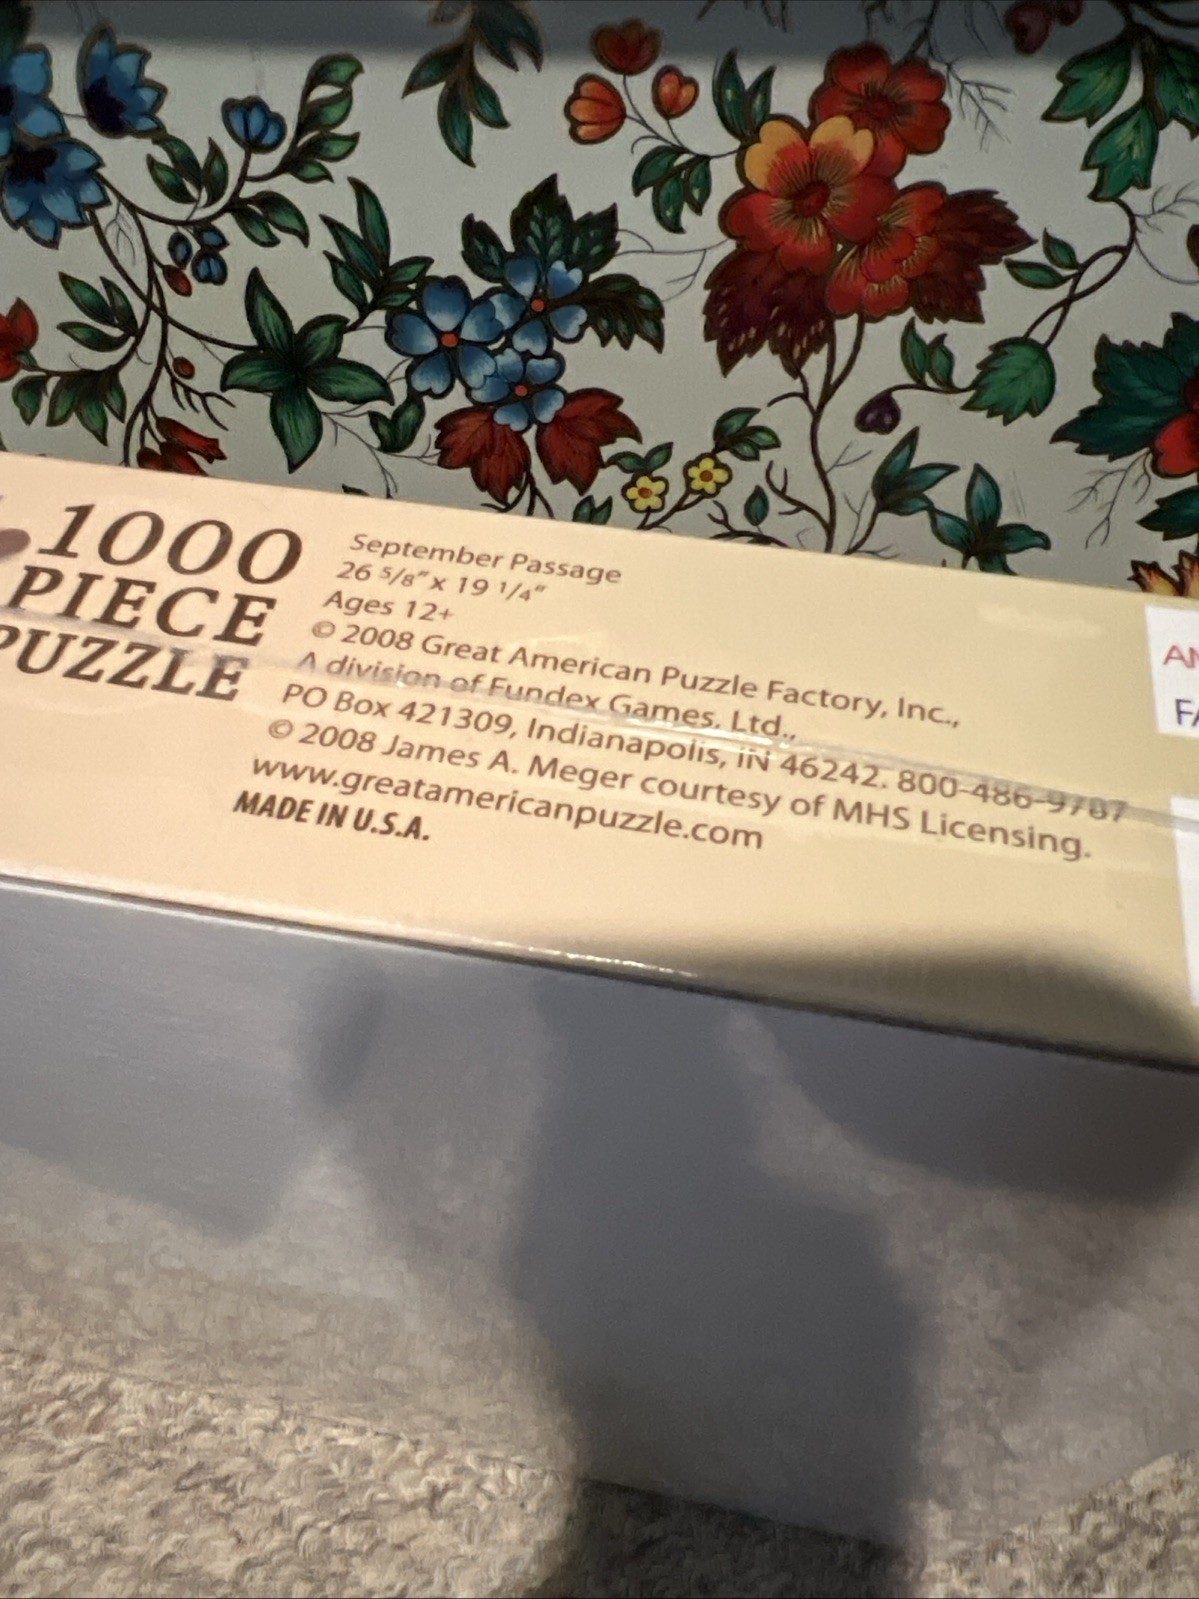 1000
PIECE
PUZZLE
September Passage
26 5/8" x 19 1/4"
Ages 12+
© 2008 Great American Puzzle Factory, Inc.,
A division of Fundex Games, Ltd.,
PO Box 421309, Indianapolis, IN 46242. 800-486-9787
© 2008 James A. Meger courtesy of MHS Licensing.
www.greatamericanpuzzle.com
MADE IN U.S.A.